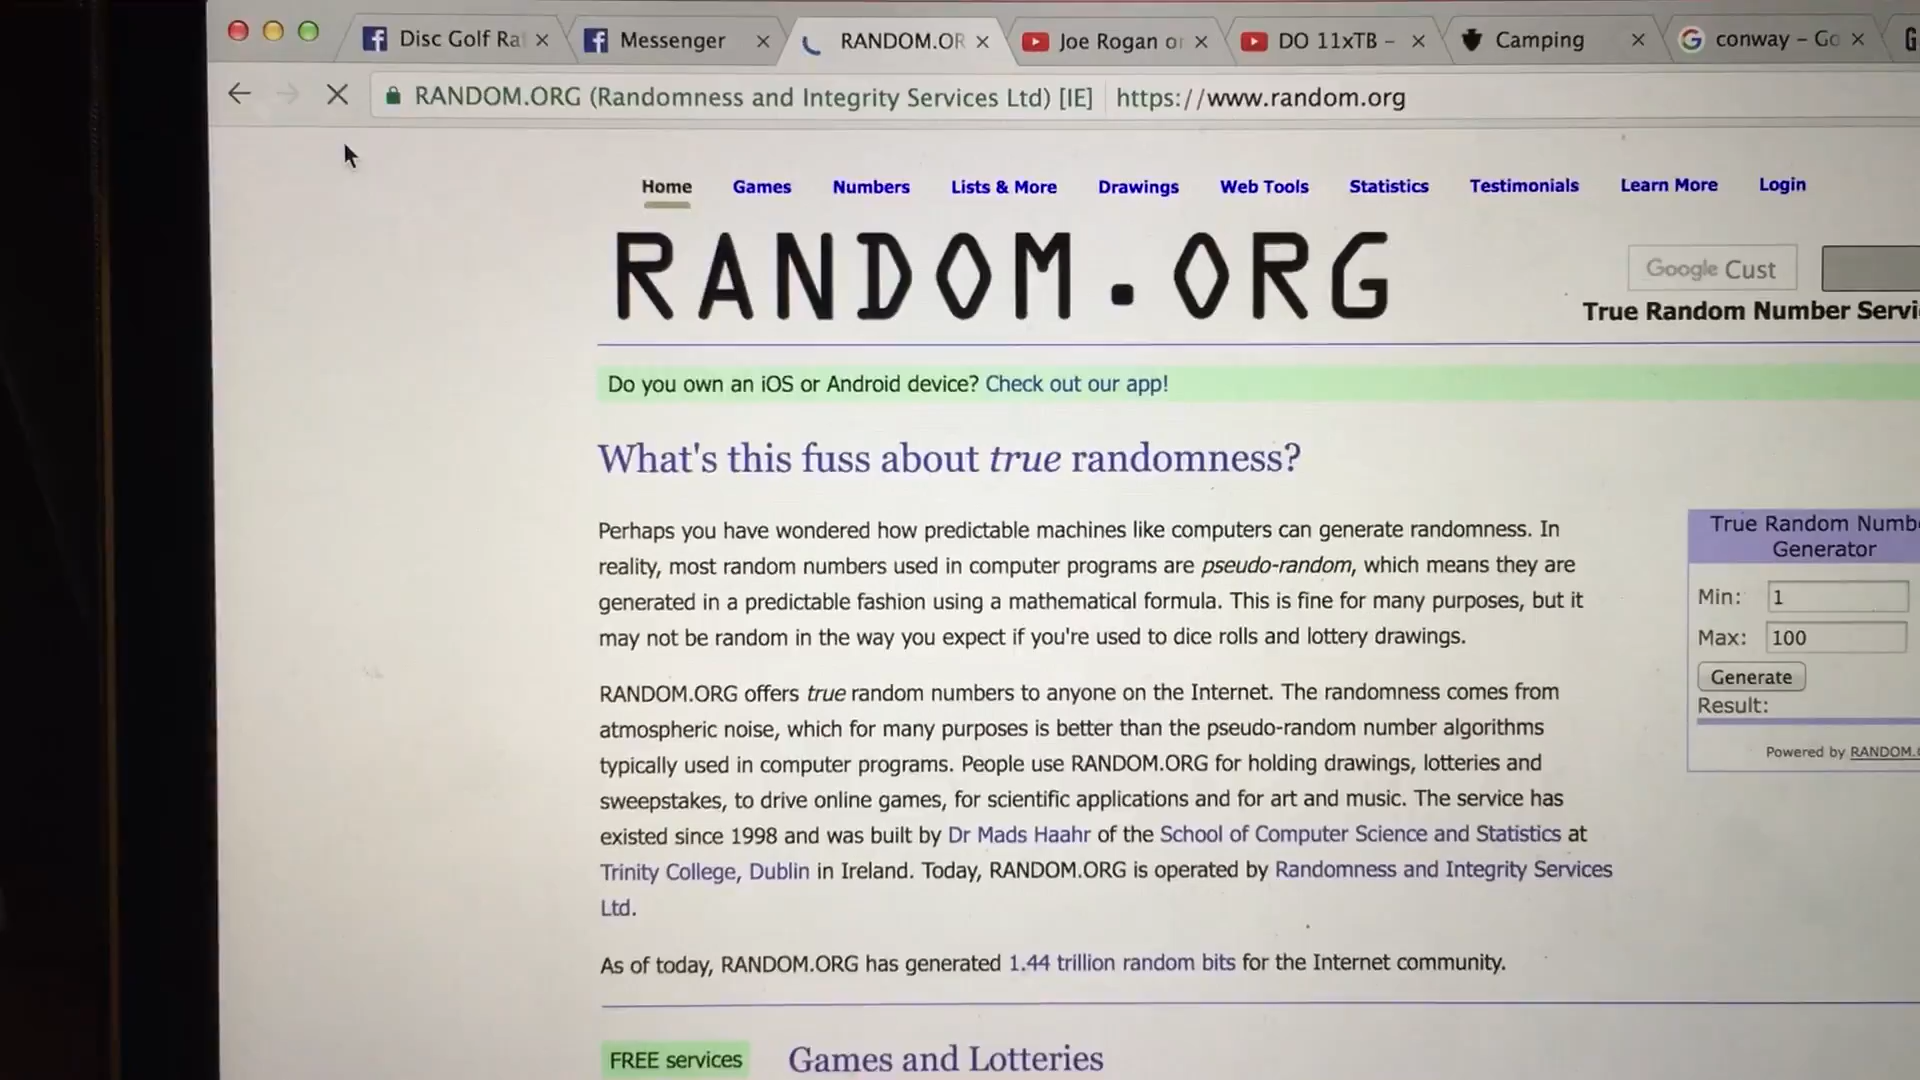 Disc Golf Ra
Messenger
RANDOM.OR
Joe Rogan or
DO 11xTB –
Camping
conway – Go
RANDOM.ORG (Randomness and Integrity Services Ltd) [IE]
https://www.random.org
Home Games Numbers Lists & More Drawings Web Tools Statistics Testimonials Learn More Login
RANDOM.ORG
Google Cust
True Random Number Servi
Do you own an iOS or Android device? Check out our app!
What's this fuss about true randomness?
Perhaps you have wondered how predictable machines like computers can generate randomness. In
reality, most random numbers used in computer programs are pseudo-random, which means they are
generated in a predictable fashion using a mathematical formula. This is fine for many purposes, but it
may not be random in the way you expect if you're used to dice rolls and lottery drawings.
RANDOM.ORG offers true random numbers to anyone on the Internet. The randomness comes from
atmospheric noise, which for many purposes is better than the pseudo-random number algorithms
typically used in computer programs. People use RANDOM.ORG for holding drawings, lotteries and
sweepstakes, to drive online games, for scientific applications and for art and music. The service has
existed since 1998 and was built by Dr Mads Haahr of the School of Computer Science and Statistics at
Trinity College, Dublin in Ireland. Today, RANDOM.ORG is operated by Randomness and Integrity Services
Ltd.
As of today, RANDOM.ORG has generated 1.44 trillion random bits for the Internet community.
True Random Numb
Generator
Min: 1
Max: 100
Generate
Result:
Powered by RANDOM.
FREE services
Games and Lotteries